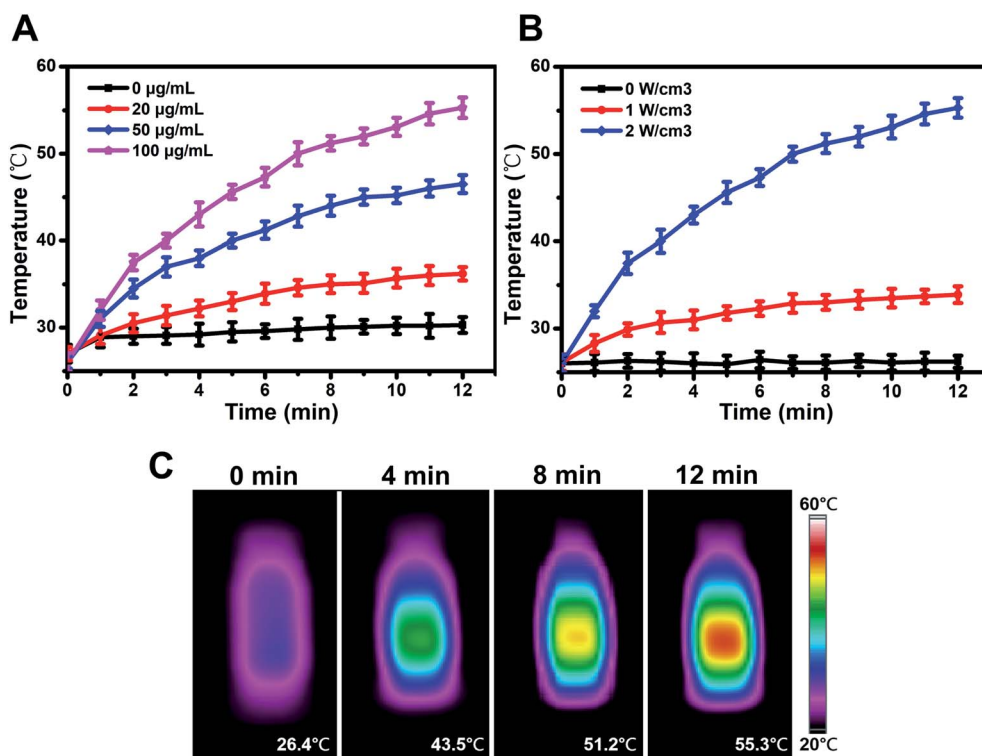 A
B
60
50
40
30
0 µg/mL
20 µg/mL
50 µg/mL
100 µg/mL
Temperature (℃)
0 2 4 6 8 10 12
Time (min)
60
50
40
30
0 W/cm3
1 W/cm3
2 W/cm3
Temperature (℃)
0 2 4 6 8 10 12
Time (min)
C
0 min 4 min 8 min 12 min
60℃
26.4℃ 43.5℃ 51.2℃ 55.3℃
20℃